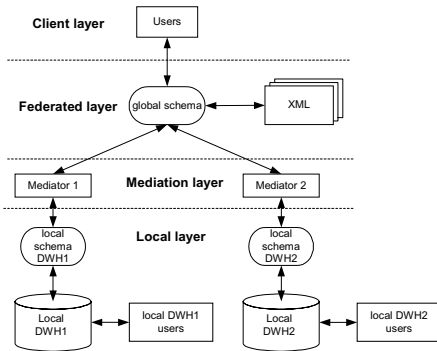 Client layer
Users
Federated layer
global schema
XML
Mediator 1
Mediation layer
Mediator 2
local
schema
DWH1
Local layer
local
schema
DWH2
Local
DWH1
local DWH1
users
Local
DWH2
local DWH2
users